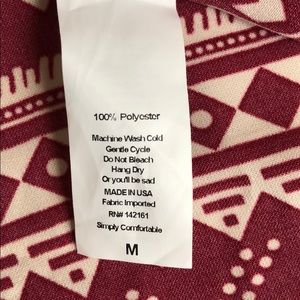 100% Polyester
Machine Wash Cold
Gentle Cycle
Do Not Bleach
Hang Dry
Or you'll be sad
MADE IN USA
Fabric Imported
RN# 142161
Simply Comfortable
M